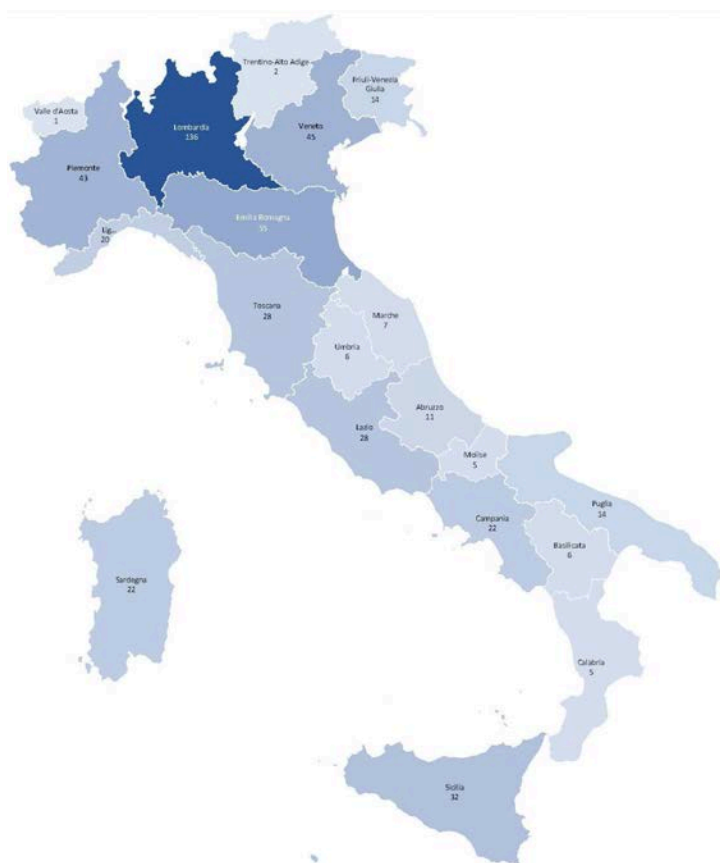 Trentino-Alto Adige
2
Friuli-Venezia
Giulia
14
Valle d'Aosta
1
Lombardia
136
Veneto
45
Piemonte
43
Emilia Romagna
55
Lig...
20
Toscana
28
Marche
7
Umbria
6
Abruzzo
11
Lazio
28
Molise
5
Puglia
14
Campania
22
Basilicata
6
Sardegna
22
Calabria
5
Sicilia
32